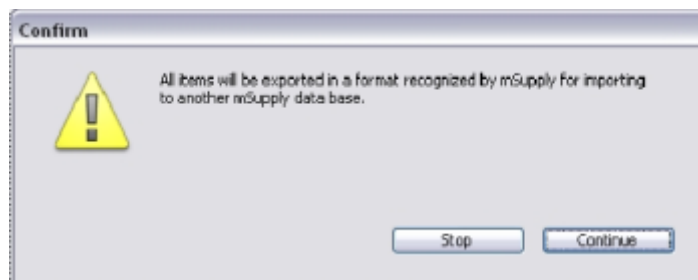 Confirm
All items will be exported in a format recognized by mSupply for importing
to another mSupply data base.
Stop
Continue